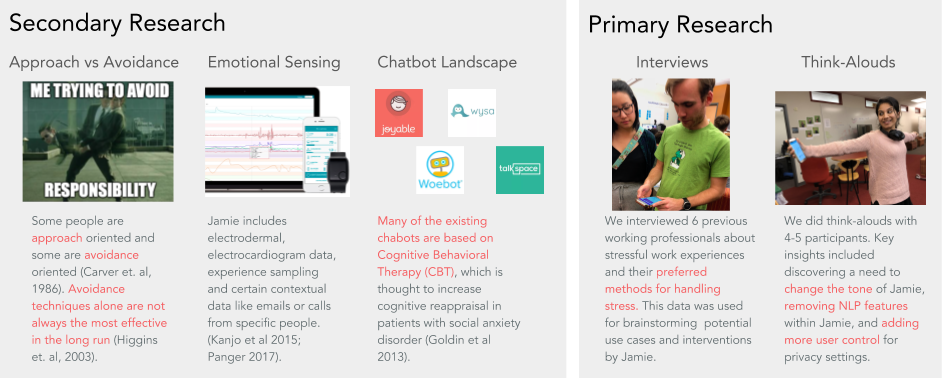 Secondary Research
Approach vs Avoidance
ME TRYING TO AVOID
RESPONSIBILITY
Some people are
approach oriented and
some are avoidance
oriented (Carver et. al,
1986). Avoidance
techniques alone are not
always the most effective
in the long run (Higgins
et. al, 2003).
Emotional Sensing
Jamie includes
electrodermal,
electrocardiogram data,
experience sampling
and certain contextual
data like emails or calls
from specific people.
(Kanjo et al 2015;
Panger 2017).
Chatbot Landscape
joyable
wysa
Woebot
talkspace
Many of the existing
chabots are based on
Cognitive Behavioral
Therapy (CBT), which is
thought to increase
cognitive reappraisal in
patients with social anxiety
disorder (Goldin et al
2013).
Primary Research
Interviews
We interviewed 6 previous
working professionals about
stressful work experiences
and their preferred
methods for handling
stress. This data was used
for brainstorming potential
use cases and interventions
by Jamie.
Think-Alouds
We did think-alouds with
4-5 participants. Key
insights included
discovering a need to
change the tone of Jamie,
removing NLP features
within Jamie, and adding
more user control for
privacy settings.